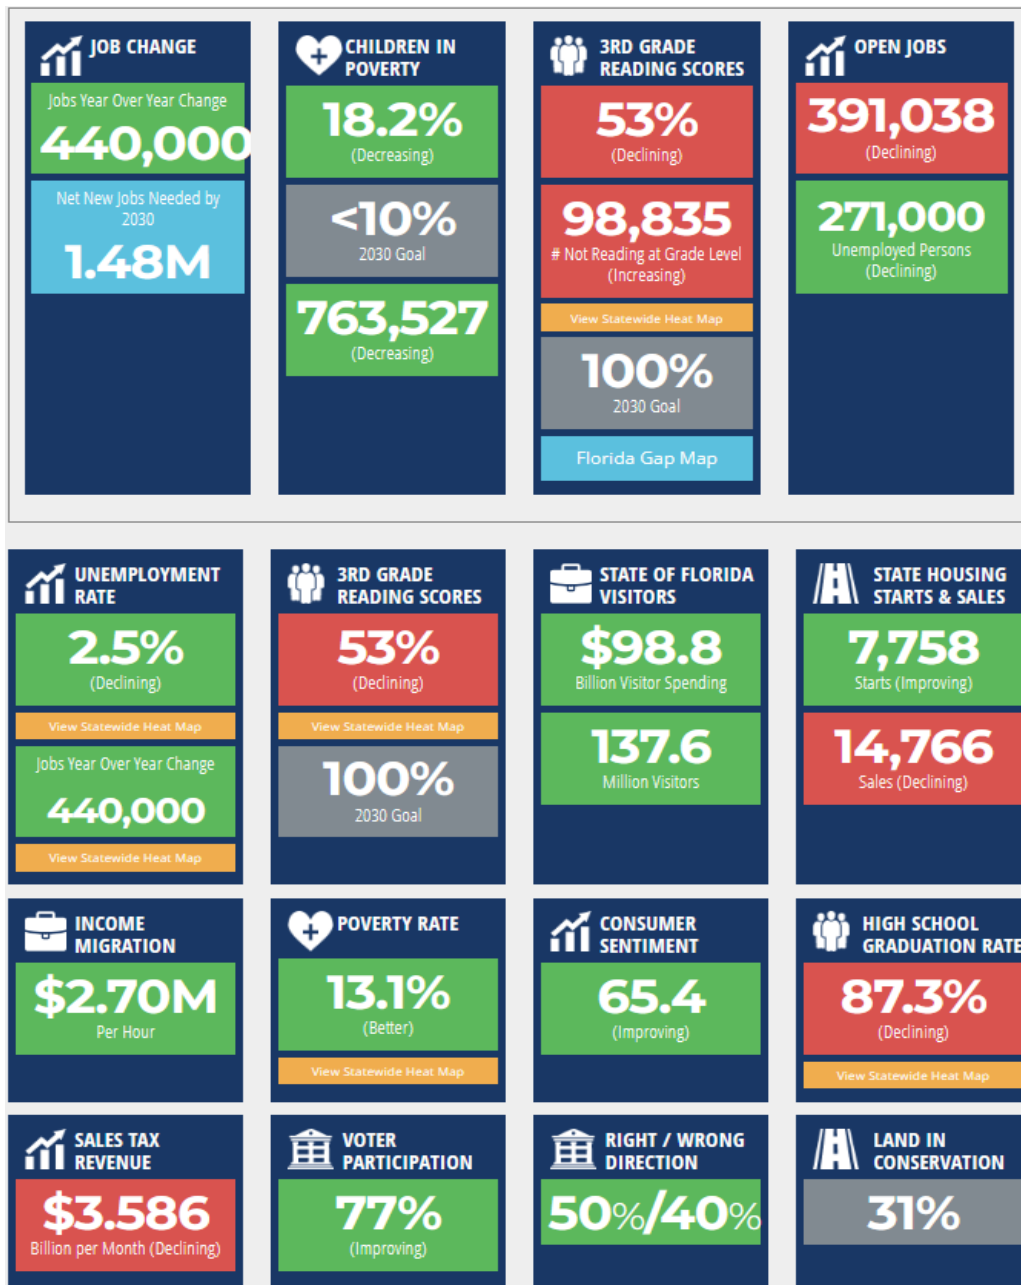 JOB CHANGE
Jobs Year Over Year Change
440,000
Net New Jobs Needed by
2030
1.48M
CHILDREN IN
POVERTY
18.2%
(Decreasing)
<10%
2030 Goal
763,527
(Decreasing)
3RD GRADE
READING SCORES
53%
(Declining)
98,835
# Not Reading at Grade Level
(Increasing)
View Statewide Heat Map
100%
2030 Goal
Florida Gap Map
OPEN JOBS
391,038
(Declining)
271,000
Unemployed Persons
(Declining)
UNEMPLOYMENT
RATE
2.5%
(Declining)
View Statewide Heat Map
Jobs Year Over Year Change
440,000
View Statewide Heat Map
3RD GRADE
READING SCORES
53%
(Declining)
View Statewide Heat Map
100%
2030 Goal
STATE OF FLORIDA
VISITORS
$98.8
Billion Visitor Spending
137.6
Million Visitors
STATE HOUSING
STARTS & SALES
7,758
Starts (Improving)
14,766
Sales (Declining)
INCOME
MIGRATION
$2.70M
Per Hour
POVERTY RATE
13.1%
(Better)
View Statewide Heat Map
CONSUMER
SENTIMENT
65.4
(Improving)
HIGH SCHOOL
GRADUATION RATE
87.3%
(Declining)
View Statewide Heat Map
SALES TAX
REVENUE
$3.586
Billion per Month (Declining)
VOTER
PARTICIPATION
77%
(Improving)
RIGHT / WRONG
DIRECTION
50%/40%
LAND IN
CONSERVATION
31%